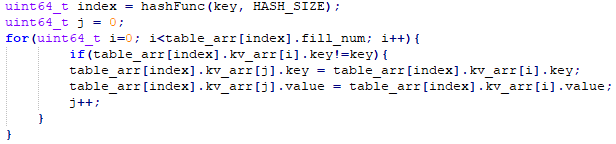 uint64_t index = hashFunc(key, HASH_SIZE);
uint64_t j = 0;
for(uint64_t i=0; i<table_arr[index].fill_num; i++){
if(table_arr[index].kv_arr[i].key!=key){
table_arr[index].kv_arr[j].key = table_arr[index].kv_arr[i].key;
table_arr[index].kv_arr[j].value = table_arr[index].kv_arr[i].value;
j++;
}
}